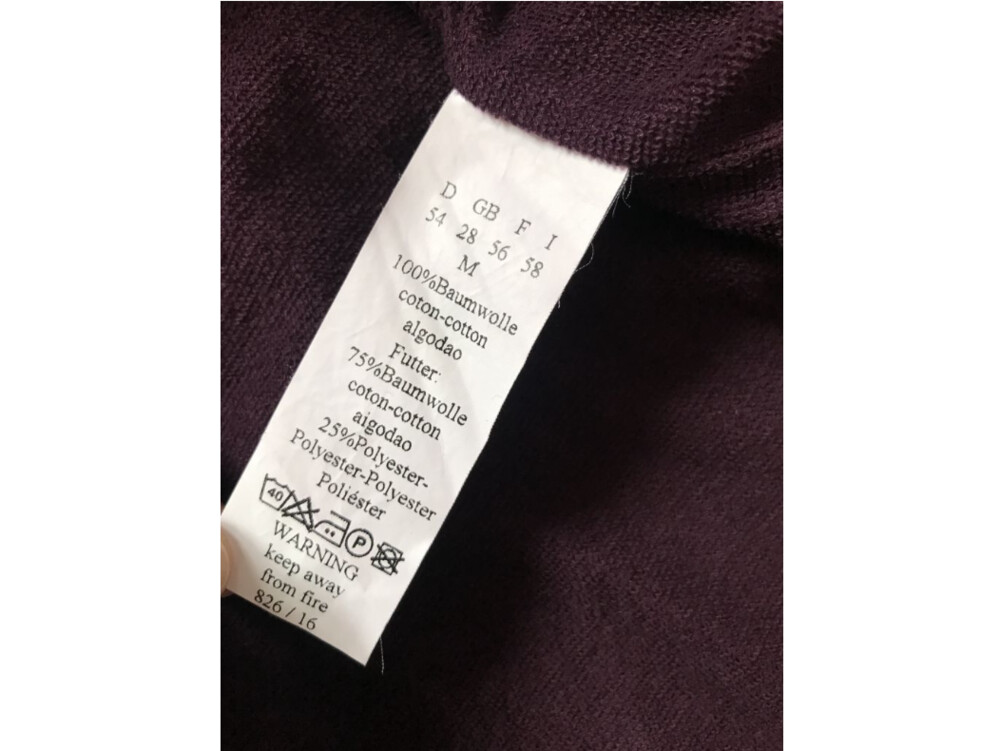 D GB F I
54 28 56 58
M
100%Baumwolle
coton-cotton
algodao
Futter:
75%Baumwolle
coton-cotton
aigodao
25%Polyester-
Polyester-Polyester
Poliéster
40 P
WARNING
keep away
from fire
826 / 16